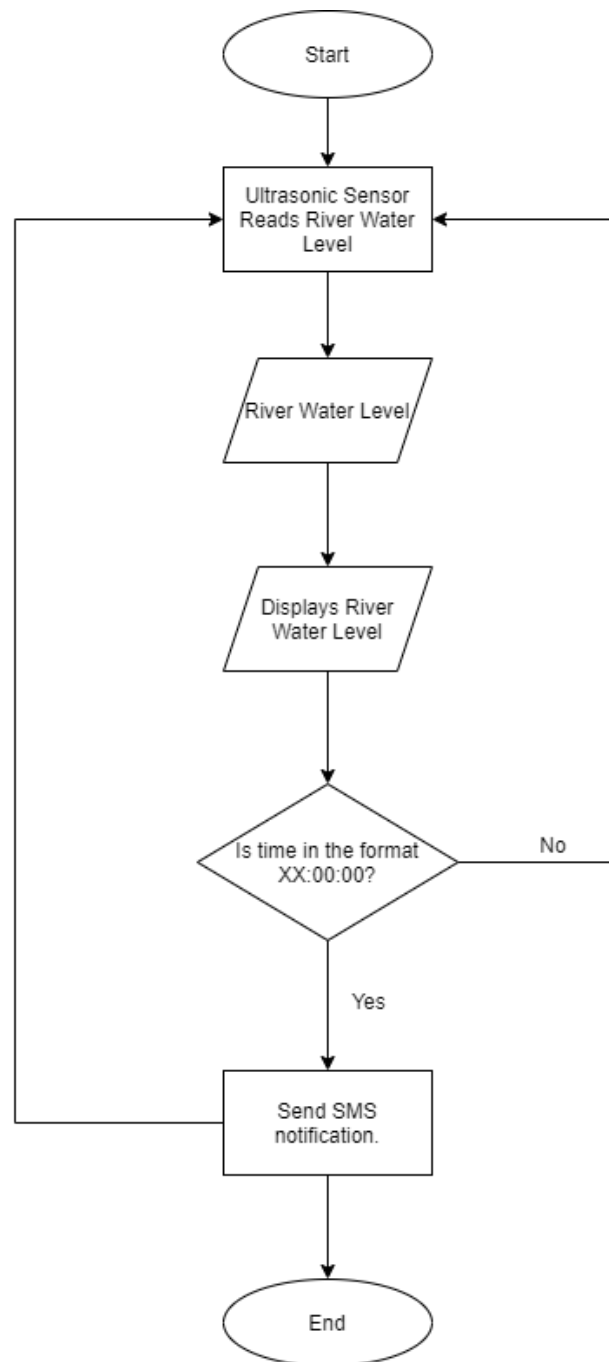 Start
Ultrasonic Sensor
Reads River Water
Level
River Water Level
Displays River
Water Level
Is time in the format
XX:00:00?
No
Yes
Send SMS
notification.
End